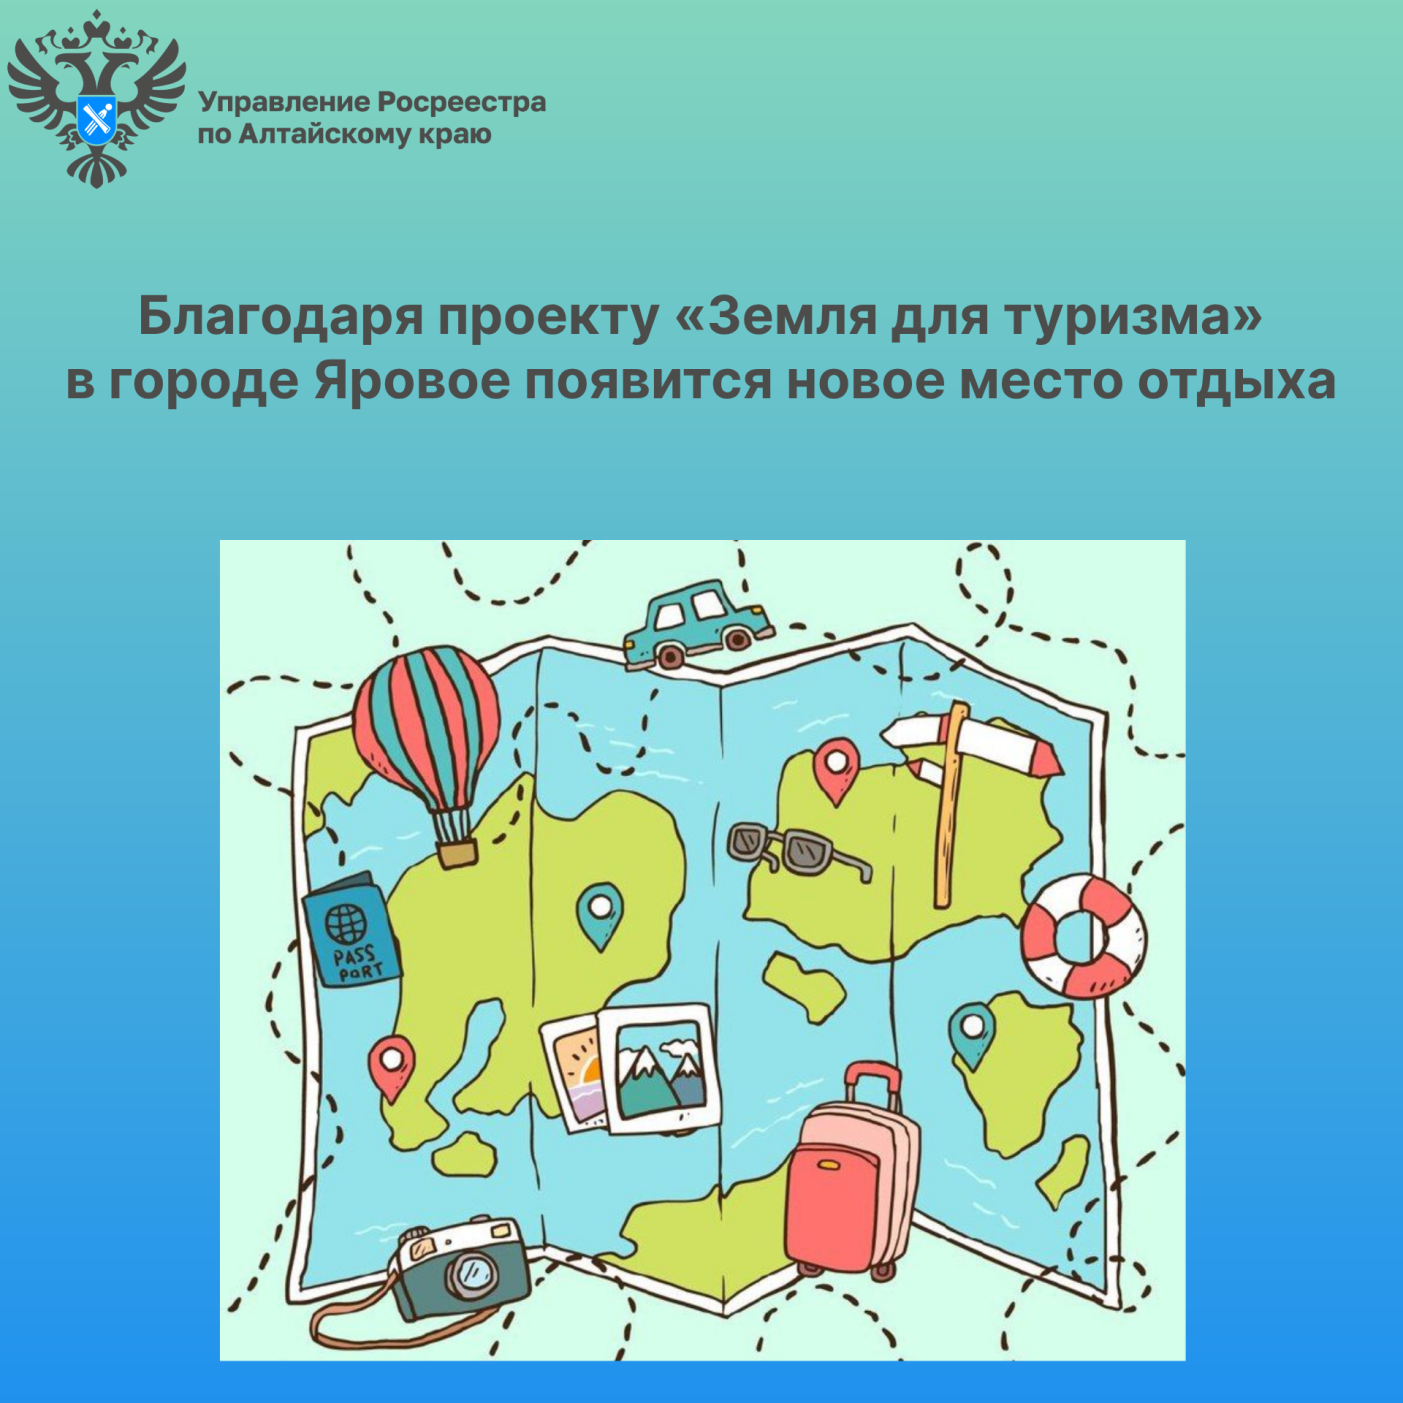 Управление Росреестра
по Алтайскому краю
Благодаря проекту «Земля для туризма»
в городе Яровое появится новое место отдыха
PASS
PORT